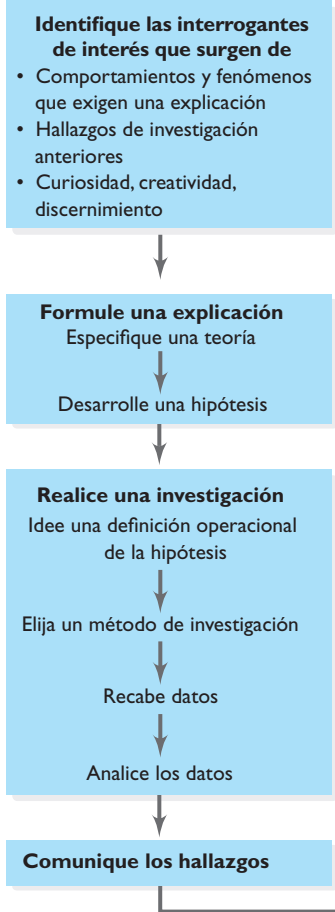 Identifique las interrogantes
de interés que surgen de
• Comportamientos y fenómenos
que exigen una explicación
• Hallazgos de investigación
anteriores
• Curiosidad, creatividad,
discernimiento
Formule una explicación
Especifique una teoría
Desarrolle una hipótesis
Realice una investigación
Idee una definición operacional
de la hipótesis
Elija un método de investigación
Recabe datos
Analice los datos
Comunique los hallazgos